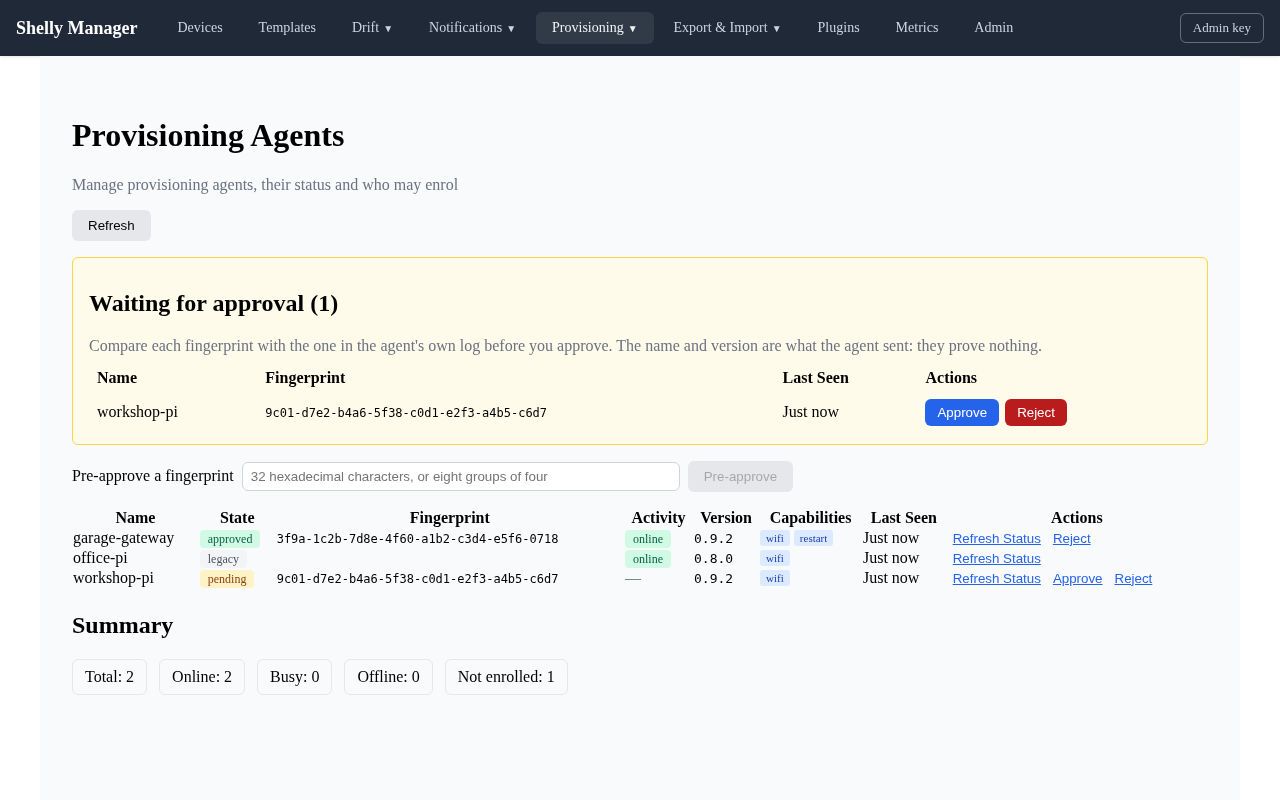 Shelly Manager Devices Templates Drift ▼ Notifications ▼ Provisioning ▼ Export & Import ▼ Plugins Metrics Admin Admin key
Provisioning Agents
Manage provisioning agents, their status and who may enrol
Refresh
Waiting for approval (1)
Compare each fingerprint with the one in the agent's own log before you approve. The name and version are what the agent sent: they prove nothing.
Name Fingerprint Last Seen Actions
workshop-pi 9c01-d7e2-b4a6-5f38-c0d1-e2f3-a4b5-c6d7 Just now Approve Reject
Pre-approve a fingerprint 32 hexadecimal characters, or eight groups of four Pre-approve
Name State Fingerprint Activity Version Capabilities Last Seen Actions
garage-gateway approved 3f9a-1c2b-7d8e-4f60-a1b2-c3d4-e5f6-0718 online 0.9.2 wifi restart Just now Refresh Status Reject
office-pi legacy online 0.8.0 wifi Just now Refresh Status
workshop-pi pending 9c01-d7e2-b4a6-5f38-c0d1-e2f3-a4b5-c6d7 — 0.9.2 wifi Just now Refresh Status Approve Reject
Summary
Total: 2 Online: 2 Busy: 0 Offline: 0 Not enrolled: 1